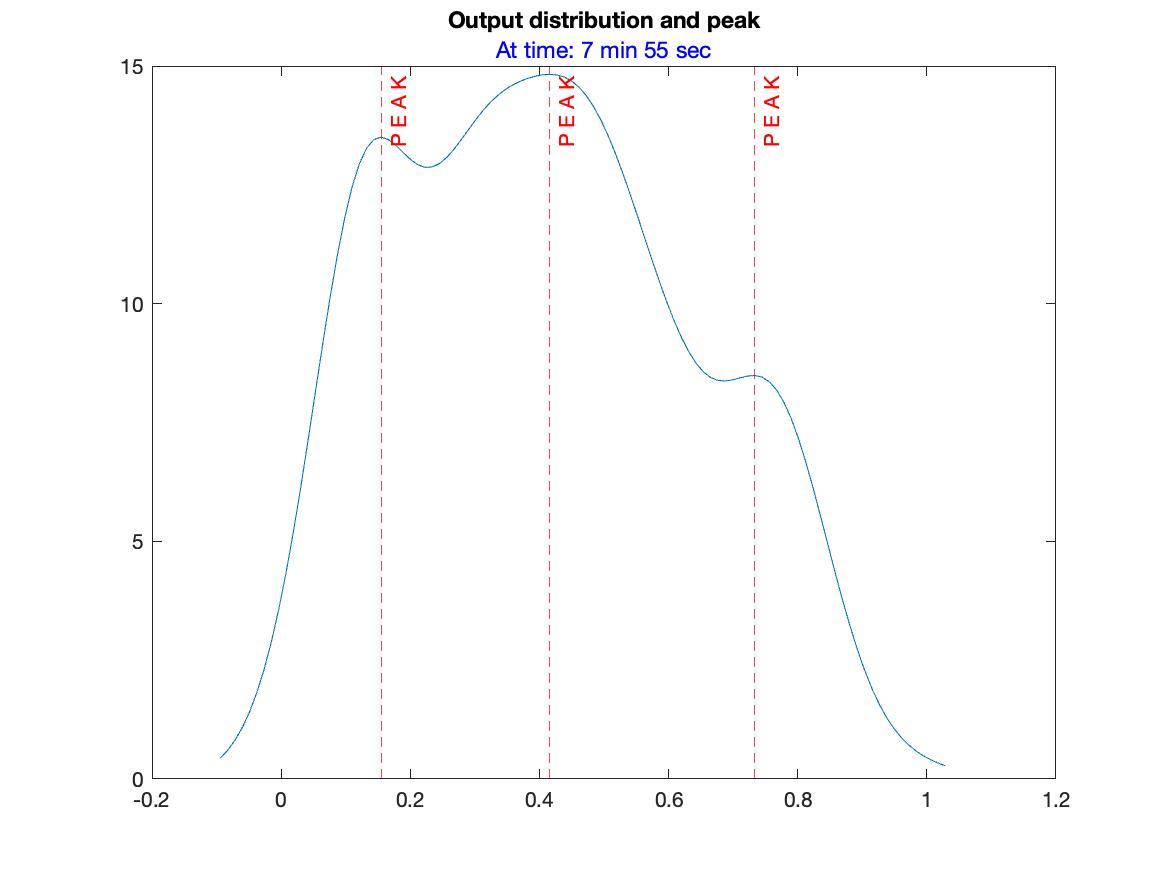 Output distribution and peak
At time: 7 min 55 sec
15
10
5
0
PEAK
PEAK
PEAK
-0.2 0 0.2 0.4 0.6 0.8 1 1.2